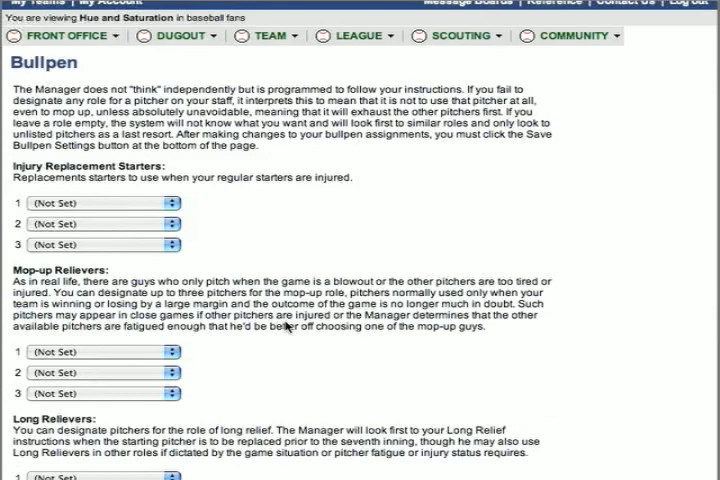 My Teams | My Account Message Boards | Reference | Contact Us | Log out
You are viewing Hue and Saturation in baseball fans
FRONT OFFICE DUGOUT TEAM LEAGUE SCOUTING COMMUNITY
Bullpen
The Manager does not "think" independently but is programmed to follow your instructions. If you fail to
designate any role for a pitcher on your staff, it interprets this to mean that it is not to use that pitcher at all,
even to mop up, unless absolutely unavoidable, meaning that it will exhaust the other pitchers first. If you
leave a role empty, the system will not know what you want and will look first to similar roles and only look to
unlisted pitchers as a last resort. After making changes to your bullpen assignments, you must click the Save
Bullpen Settings button at the bottom of the page.
Injury Replacement Starters:
Replacements starters to use when your regular starters are injured.
1 (Not Set)
2 (Not Set)
3 (Not Set)
Mop-up Relievers:
As in real life, there are guys who only pitch when the game is a blowout or the other pitchers are too tired or
injured. You can designate up to three pitchers for the mop-up role, pitchers normally used only when your
team is winning or losing by a large margin and the outcome of the game is no longer much in doubt. Such
pitchers may appear in close games if other pitchers are injured or the Manager determines that the other
available pitchers are fatigued enough that he'd be better off choosing one of the mop-up guys.
1 (Not Set)
2 (Not Set)
3 (Not Set)
Long Relievers:
You can designate pitchers for the role of long relief. The Manager will look first to your Long Relief
instructions when the starting pitcher is to be replaced prior to the seventh inning, though he may also use
Long Relievers in other roles if dictated by the game situation or pitcher fatigue or injury status requires.
1 (Not Set)